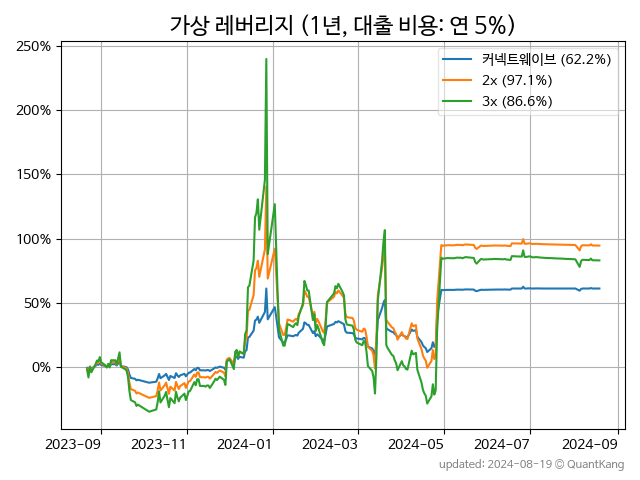 가상 레버리지 (1년, 대출 비용: 연 5%)
커넥트웨이브 (62.2%)
2x (97.1%)
3x (86.6%)
250%
200%
150%
100%
50%
0%
2023-09 2023-11 2024-01 2024-03 2024-05 2024-07 2024-09
updated: 2024-08-19 © QuantKang